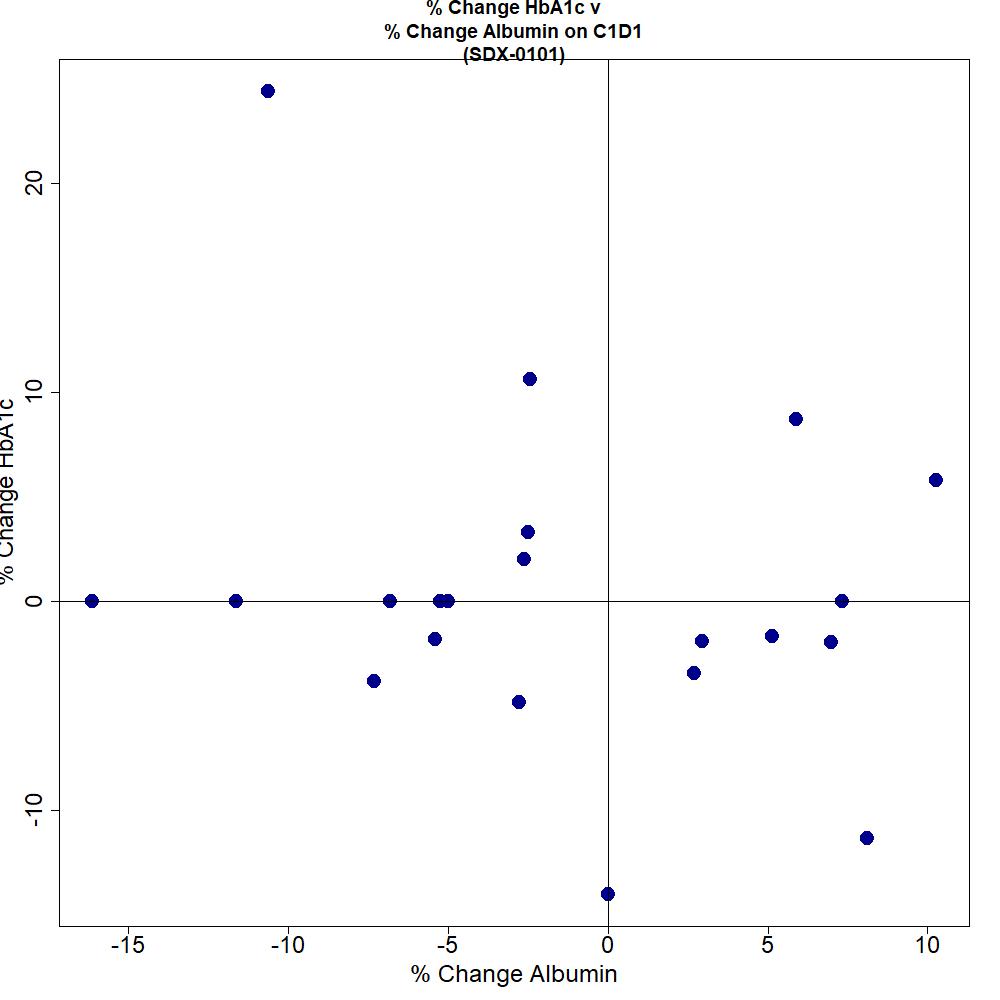 % Change HbA1c v
% Change Albumin on C1D1
(SDX-0101)
20
10
0
-10
% Change HbA1c
-15
-10
-5
0
5
10
% Change Albumin